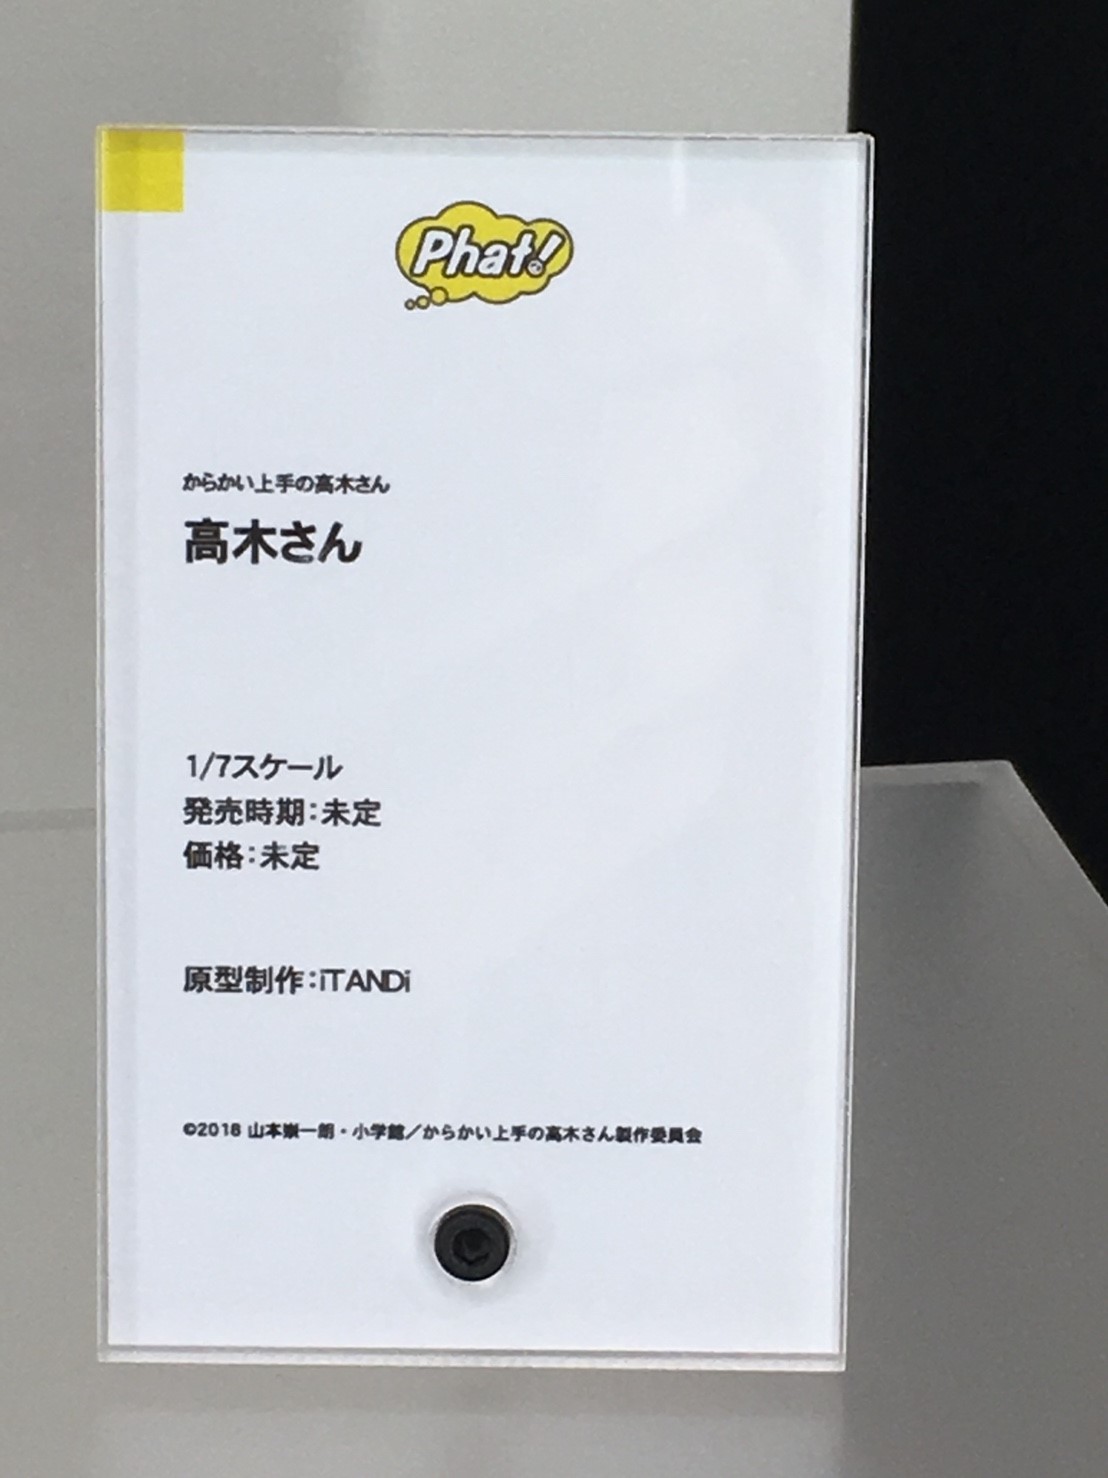 Phat!
からかい上手の高木さん
高木さん
1/7スケール
発売時期：未定
価格：未定
原型制作：iTANDi
©2018 山本崇一朗・小学館／からかい上手の高木さん製作委員会